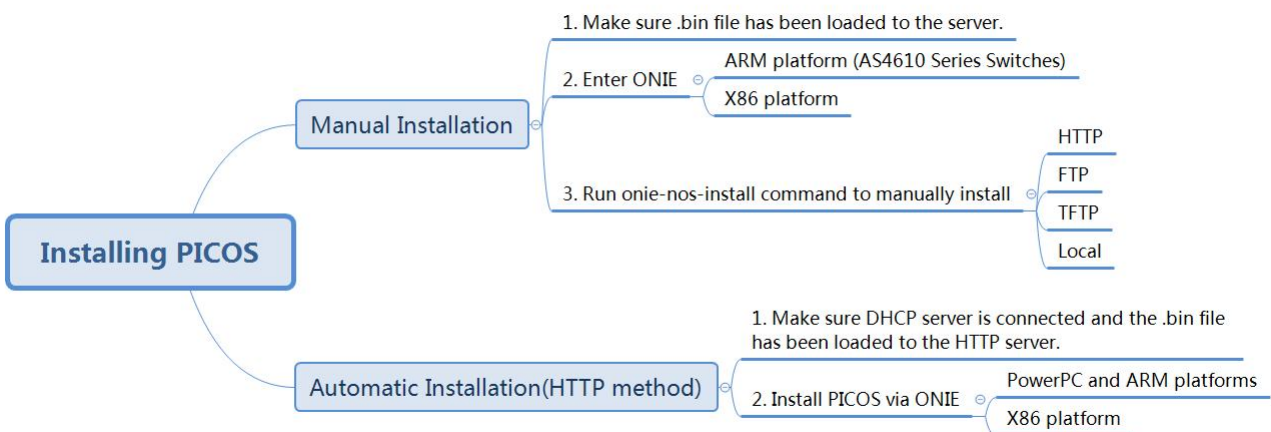 Installing PICOS
Manual Installation
1. Make sure .bin file has been loaded to the server.
2. Enter ONIE
ARM platform (AS4610 Series Switches)
X86 platform
3. Run onie-nos-install command to manually install
HTTP
FTP
TFTP
Local
Automatic Installation(HTTP method)
1. Make sure DHCP server is connected and the .bin file
has been loaded to the HTTP server.
2. Install PICOS via ONIE
PowerPC and ARM platforms
X86 platform